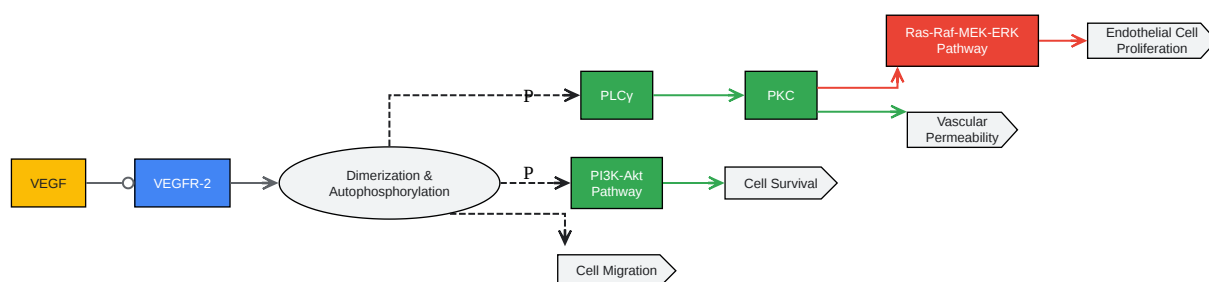 Ras-Raf-MEK-ERK
Pathway
Endothelial Cell
Proliferation
P
PLCγ
PKC
Vascular
Permeability
VEGF
VEGFR-2
Dimerization &
Autophosphorylation
P
PI3K-Akt
Pathway
Cell Survival
Cell Migration